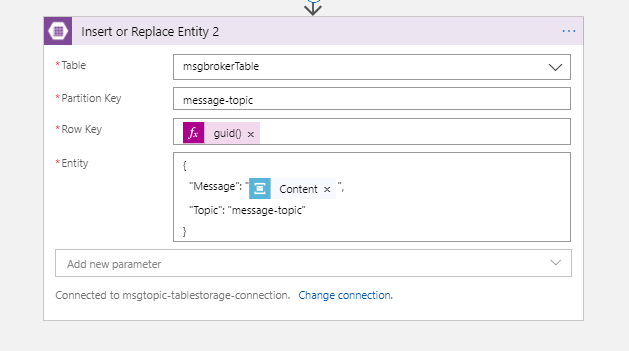 Insert or Replace Entity 2
* Table msgbrokerTable
* Partition Key message-topic
* Row Key fx guid() ×
* Entity {
"Message": " Content × ",
"Topic": "message-topic"
}
Add new parameter
Connected to msgtopic-tablestorage-connection. Change connection.